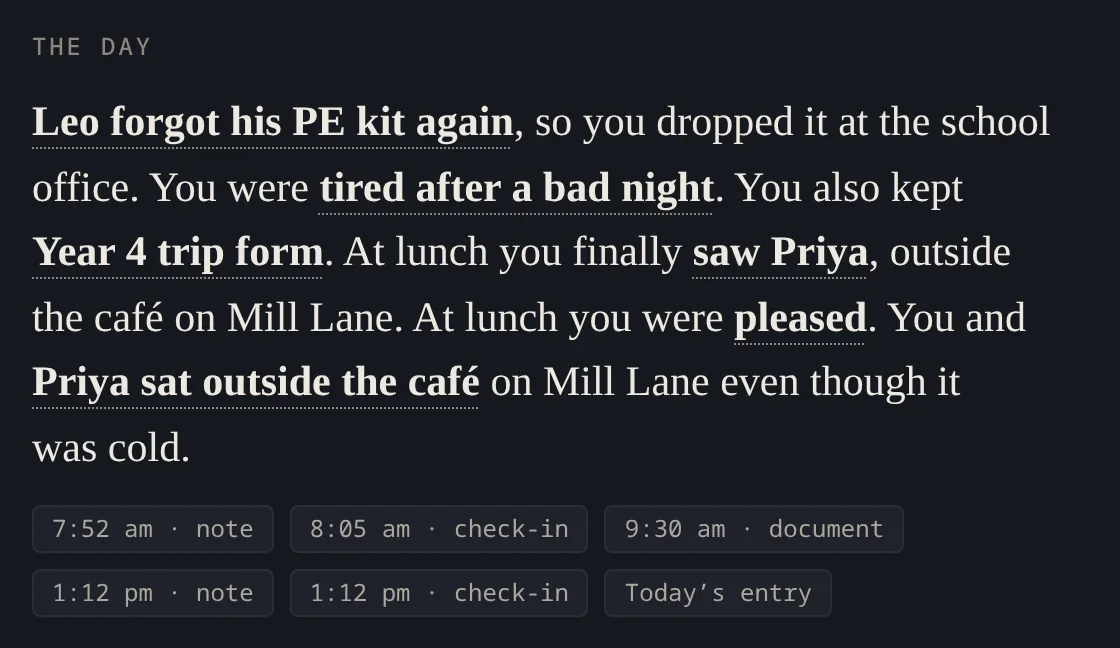 THE DAY
Leo forgot his PE kit again, so you dropped it at the school
office. You were tired after a bad night. You also kept
Year 4 trip form. At lunch you finally saw Priya, outside
the café on Mill Lane. At lunch you were pleased. You and
Priya sat outside the café on Mill Lane even though it
was cold.
7:52 am · note 8:05 am · check-in 9:30 am · document
1:12 pm · note 1:12 pm · check-in Today’s entry